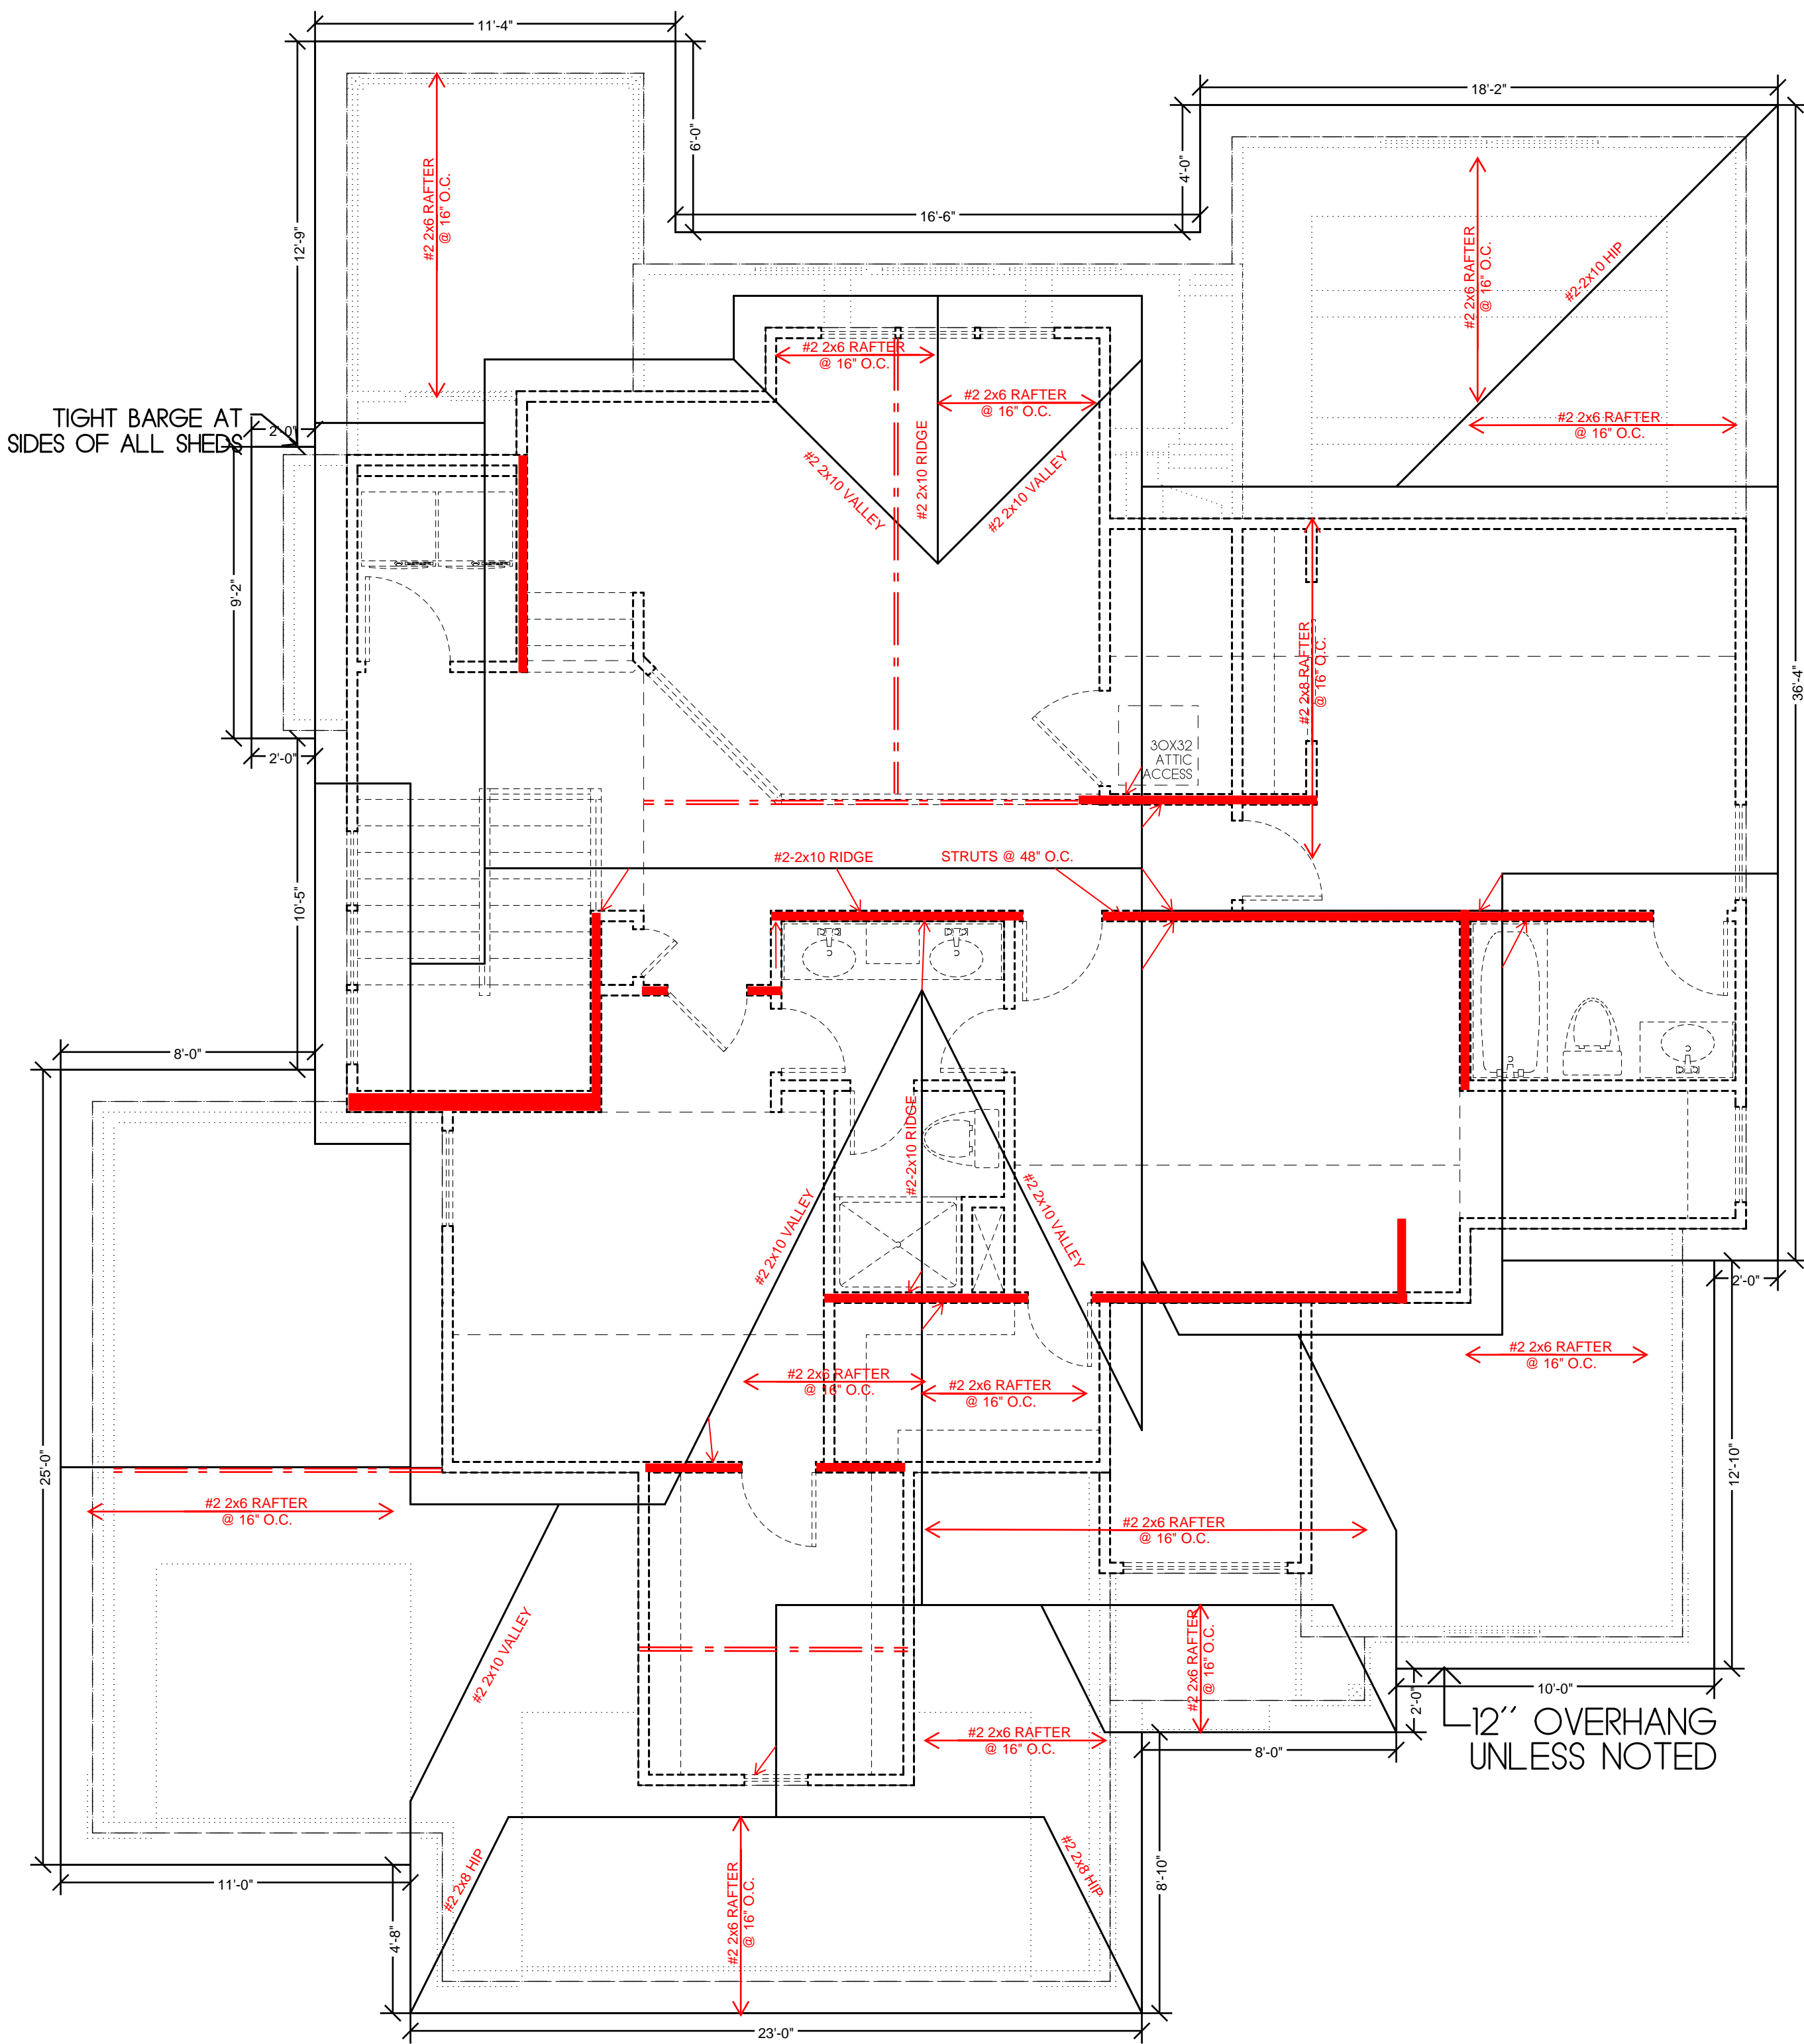 11'-4"
18'-2"
6'-0"
4'-0"
16'-6"
12'-9"
#2 2x6 RAFTER
@ 16" O.C.
#2 2x6 RAFTER
@ 16" O.C.
#2-2x10 HIP
36'-4"
#2 2x6 RAFTER
@ 16" O.C.
#2 2x6 RAFTER
@ 16" O.C.
#2 2x6 RAFTER
@ 16" O.C.
TIGHT BARGE AT
SIDES OF ALL SHEDS
2'-0"
#2 2x10 VALLEY
#2 2x10 RIDGE
#2 2x10 VALLEY
9'-2"
#2 2x8 RAFTER
@ 16" O.C.
30X32
ATTIC
ACCESS
2'-0"
10'-5"
#2-2x10 RIDGE
STRUTS @ 48" O.C.
8'-0"
#2-2x10 RIDGE
#2 2x10 VALLEY
#2 2x10 VALLEY
2'-0"
#2 2x6 RAFTER
@ 16" O.C.
#2 2x6 RAFTER
@ 16" O.C.
#2 2x6 RAFTER
@ 16" O.C.
25'-0"
12'-10"
#2 2x6 RAFTER
@ 16" O.C.
#2 2x6 RAFTER
@ 16" O.C.
#2 2x10 VALLEY
#2 2x6 RAFTER
@ 16" O.C.
10'-0"
2'-0"
12'' OVERHANG
UNLESS NOTED
#2 2x6 RAFTER
@ 16" O.C.
8'-0"
11'-0"
#2 2x8 HIP
#2 2x6 RAFTER
@ 16" O.C.
#2 2x8 HIP
8'-10"
4'-8"
23'-0"